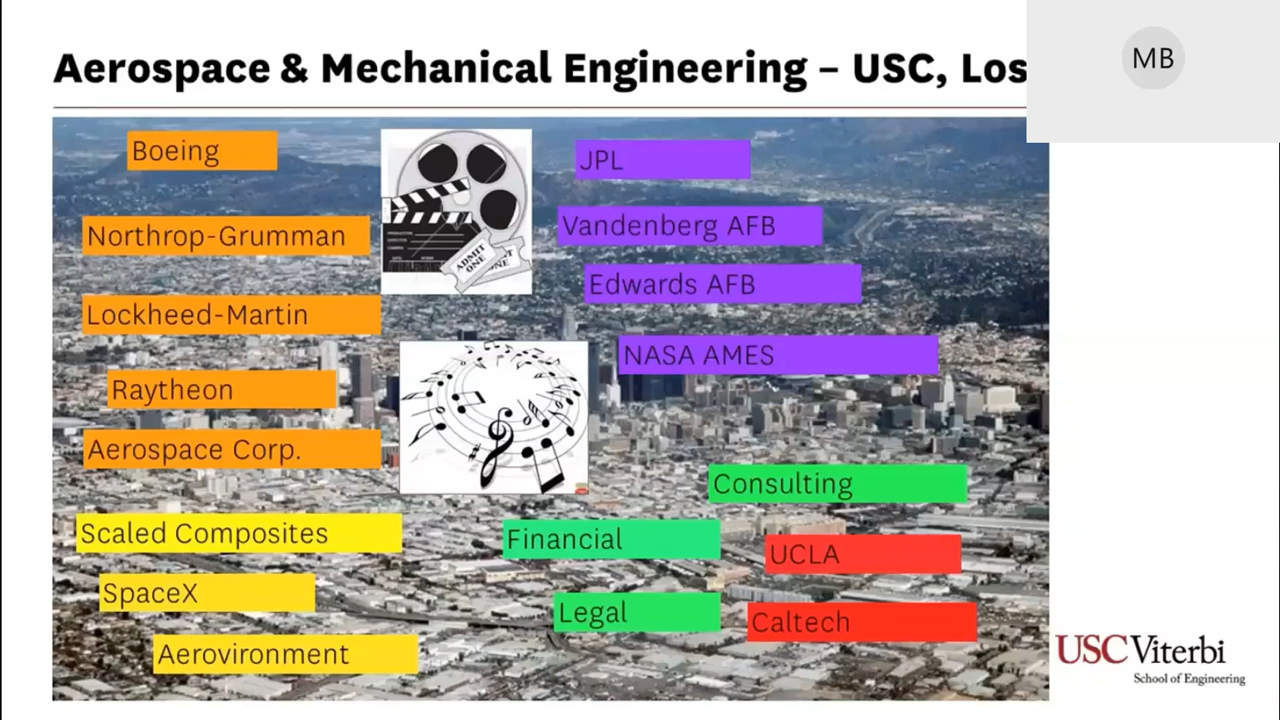 Aerospace & Mechanical Engineering – USC, Los
MB
Boeing
JPL
Northrop-Grumman
Vandenberg AFB
ADMIT
ONE
Edwards AFB
Lockheed-Martin
NASA AMES
Raytheon
Aerospace Corp.
Consulting
Scaled Composites
Financial
UCLA
SpaceX
Legal
Caltech
Aerovironment
USC Viterbi
School of Engineering